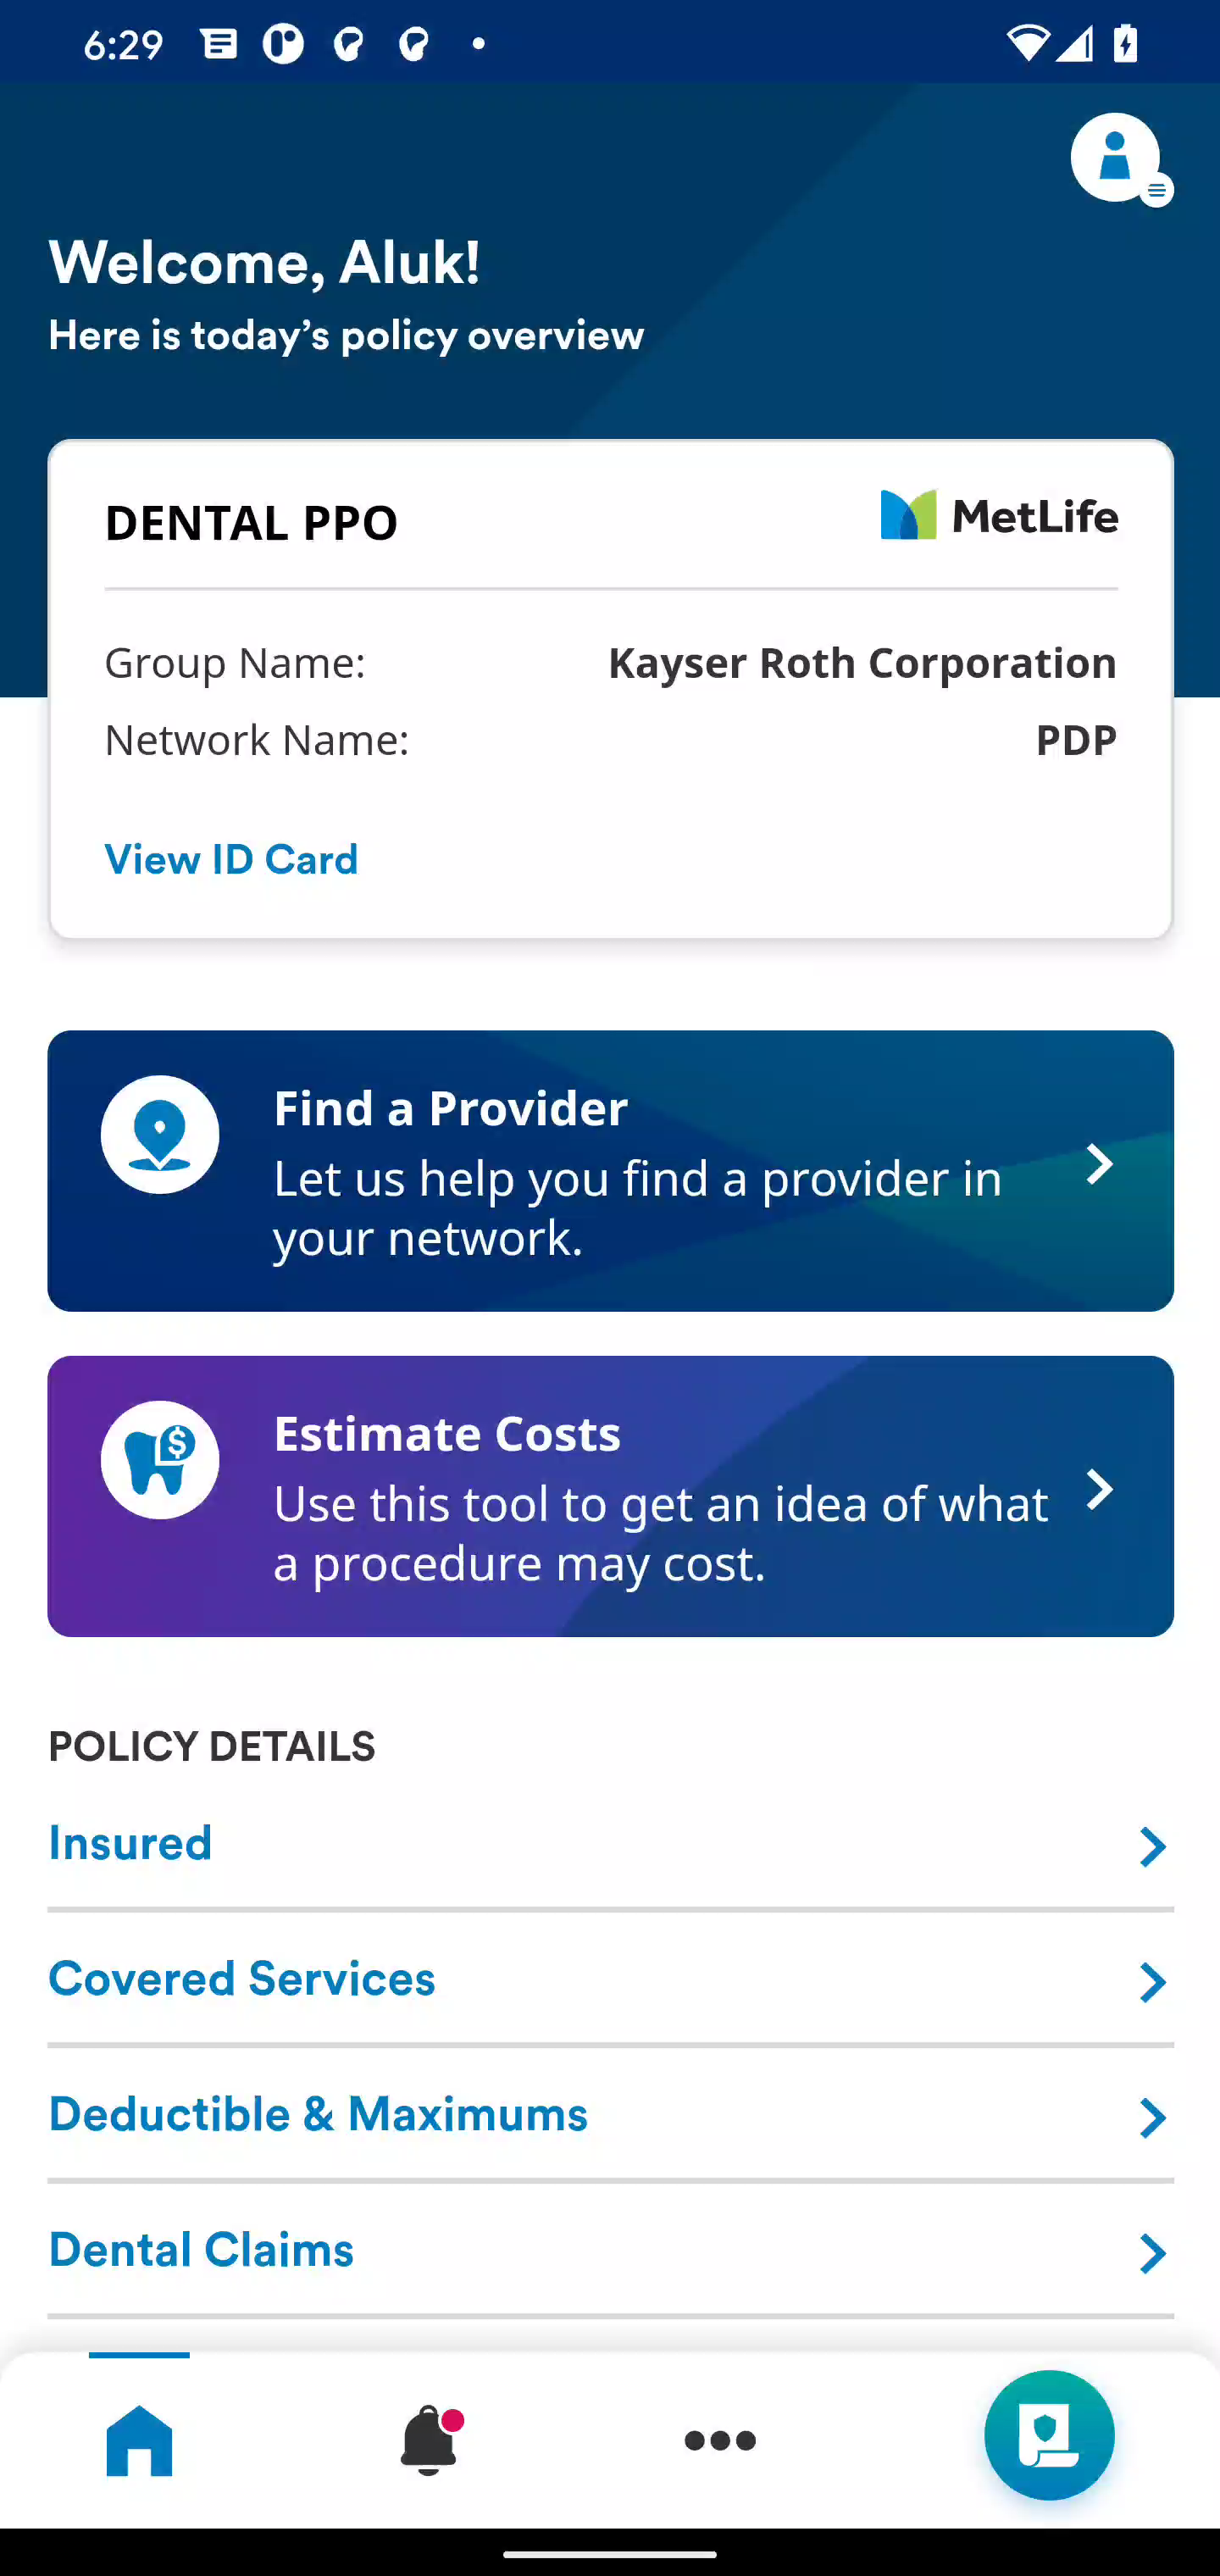 6:29
Welcome, Aluk!
Here is today’s policy overview
DENTAL PPO
MetLife
Group Name: Kayser Roth Corporation
Network Name: PDP
View ID Card
Find a Provider
Let us help you find a provider in
your network.
Estimate Costs
Use this tool to get an idea of what
a procedure may cost.
POLICY DETAILS
Insured
Covered Services
Deductible & Maximums
Dental Claims